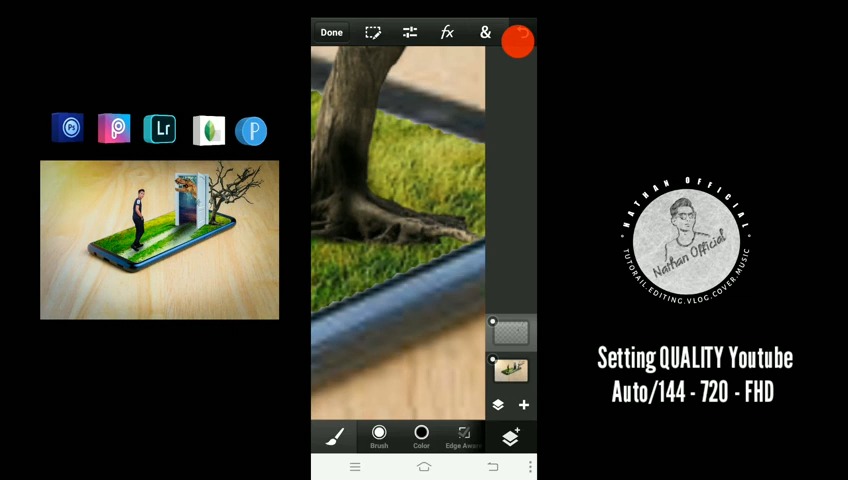 Done
fx
&
Lr
P
NATHAN OFFICIAL
Nathan Official
TUTORAIL.EDITING.VLOG.COVER.MUSIC
Setting QUALITY Youtube
Auto/144 - 720 - FHD
Brush
Color
Edge Aware